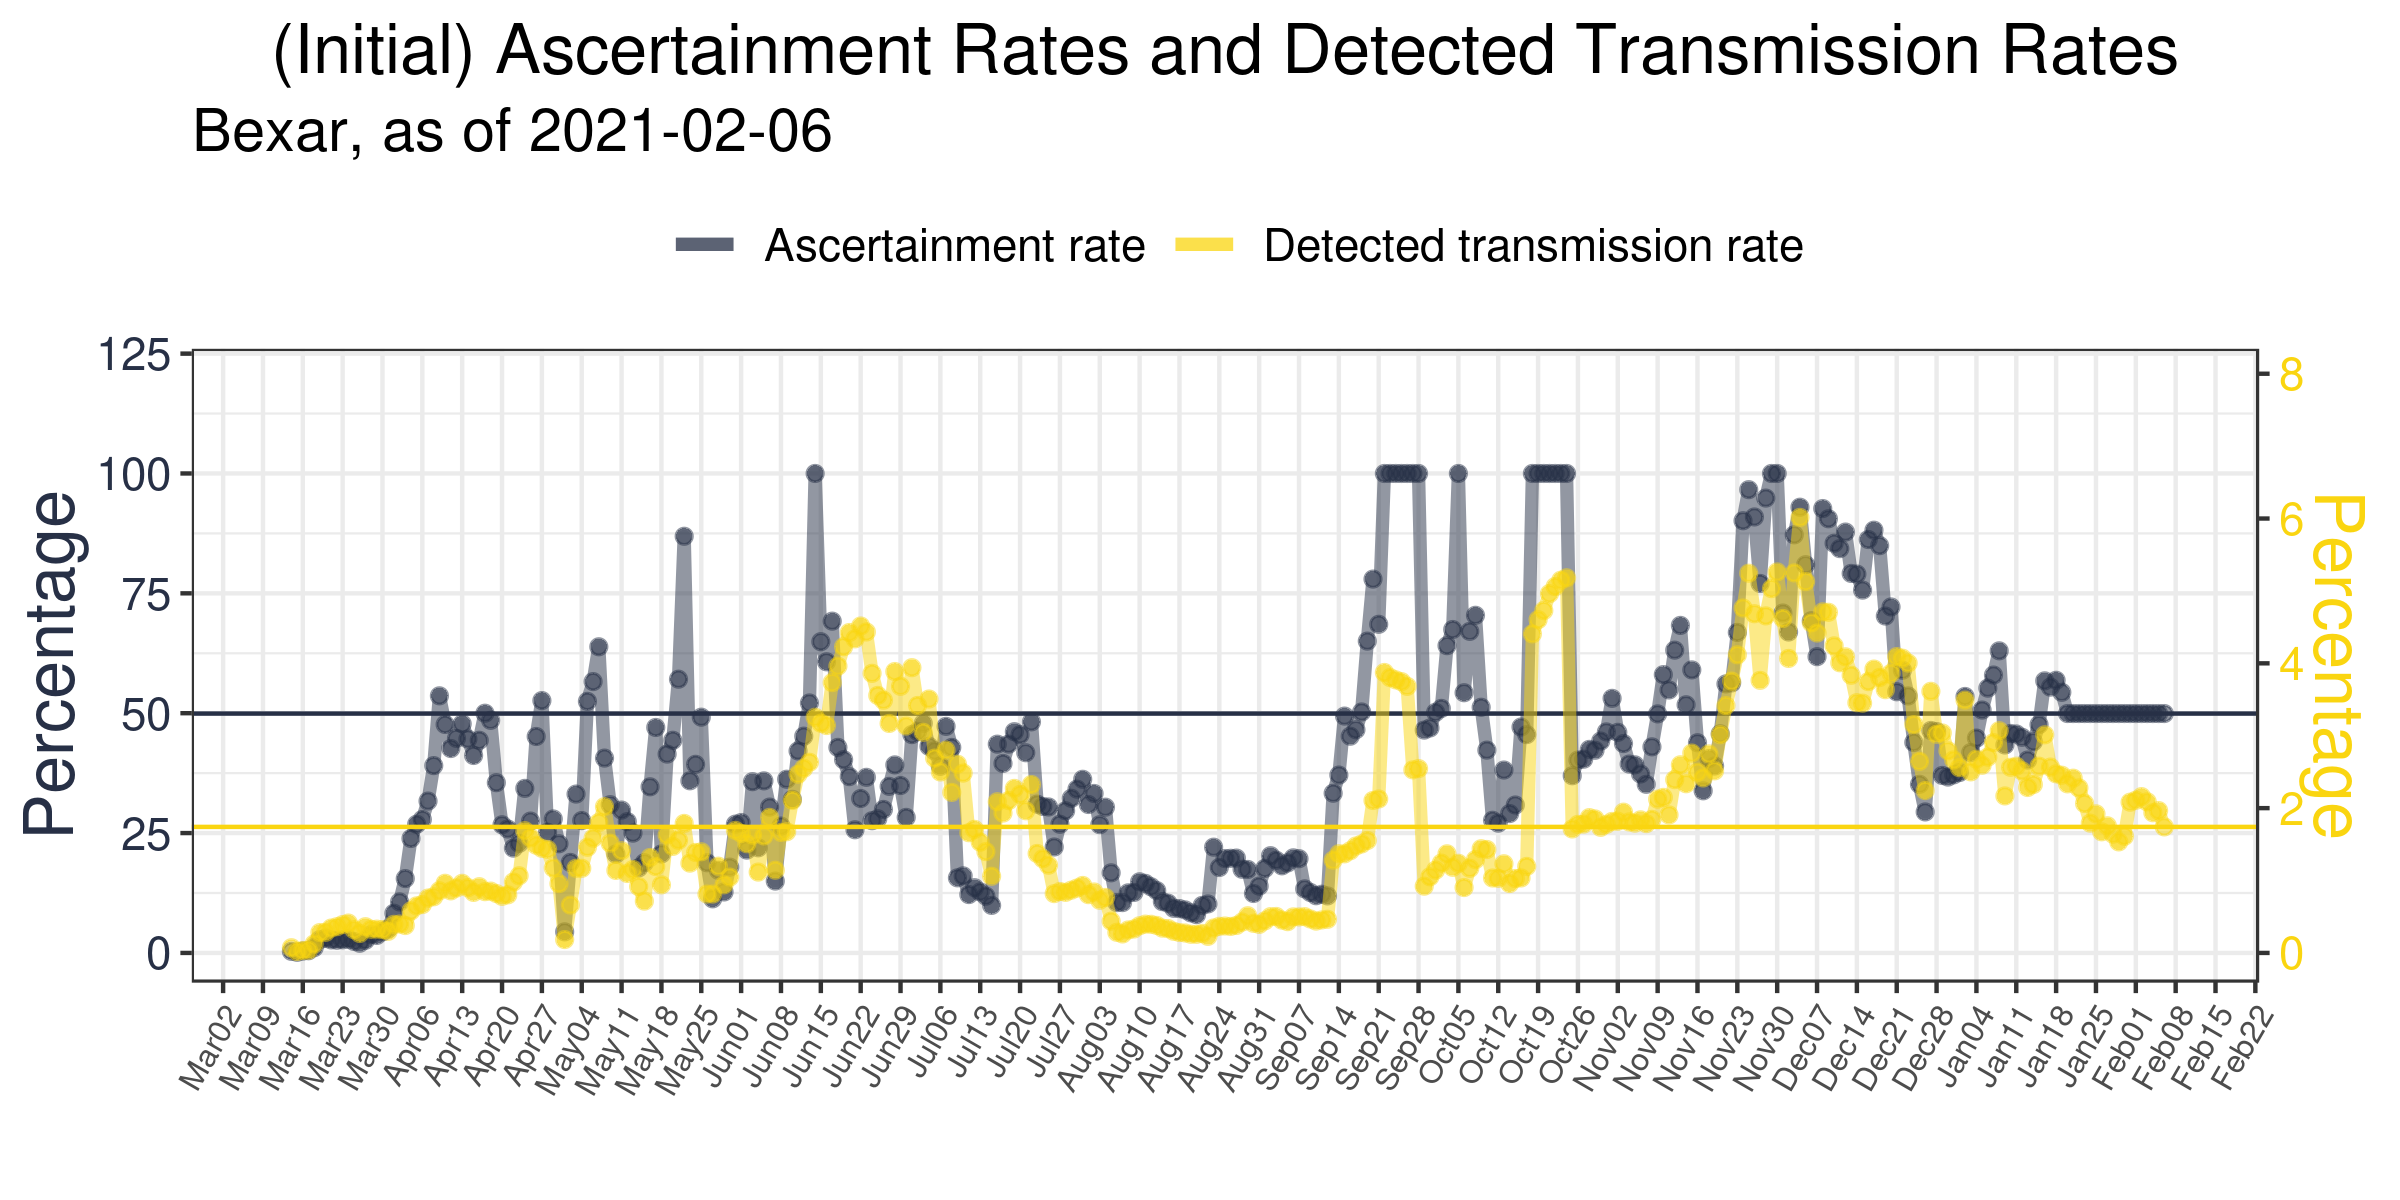 (Initial) Ascertainment Rates and Detected Transmission Rates
Bexar, as of 2021-02-06
Ascertainment rate
Detected transmission rate
Percentage
125
100
75
50
25
0
8
6
4
2
0
Percentage
Mar02
Mar09
Mar16
Mar23
Mar30
Apr06
Apr13
Apr20
Apr27
May04
May11
May18
May25
Jun01
Jun08
Jun15
Jun22
Jun29
Jul06
Jul13
Jul20
Jul27
Aug03
Aug10
Aug17
Aug24
Aug31
Sep07
Sep14
Sep21
Sep28
Oct05
Oct12
Oct19
Oct26
Nov02
Nov09
Nov16
Nov23
Nov30
Dec07
Dec14
Dec21
Dec28
Jan04
Jan11
Jan18
Jan25
Feb01
Feb08
Feb15
Feb22